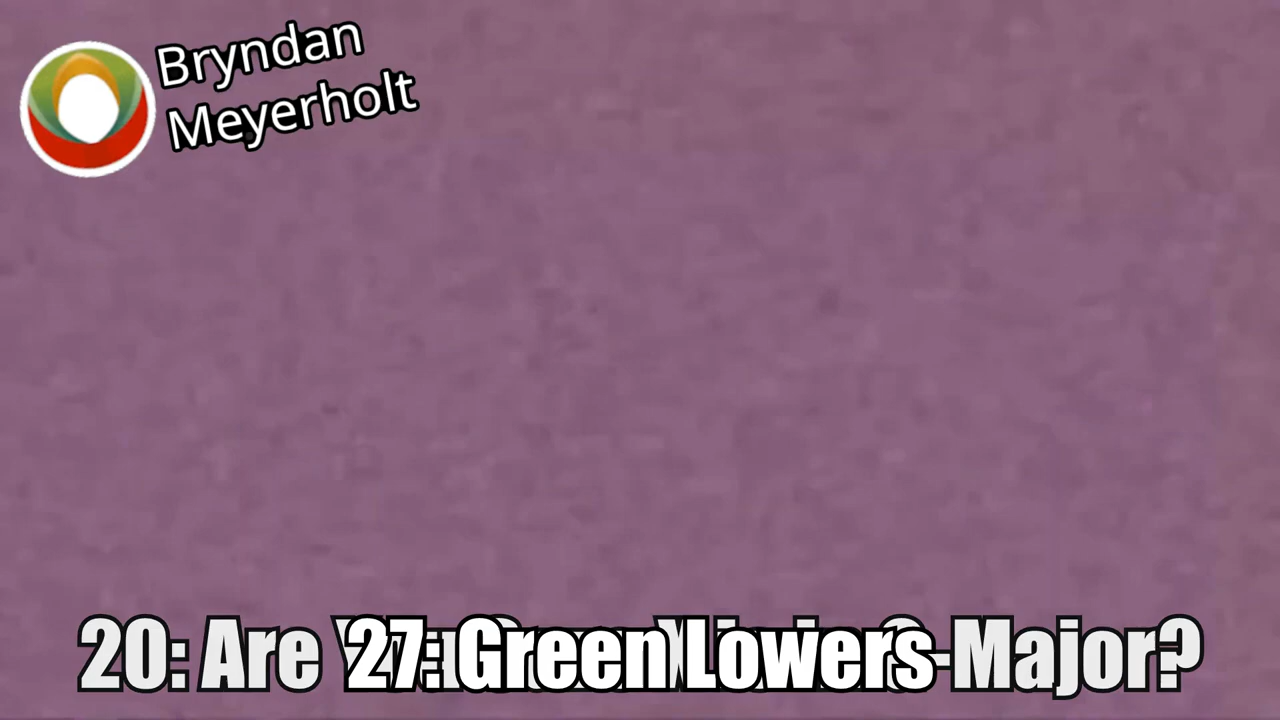 Bryndan
Meyerholt
20: Are
27: Green Lowers
-Major?